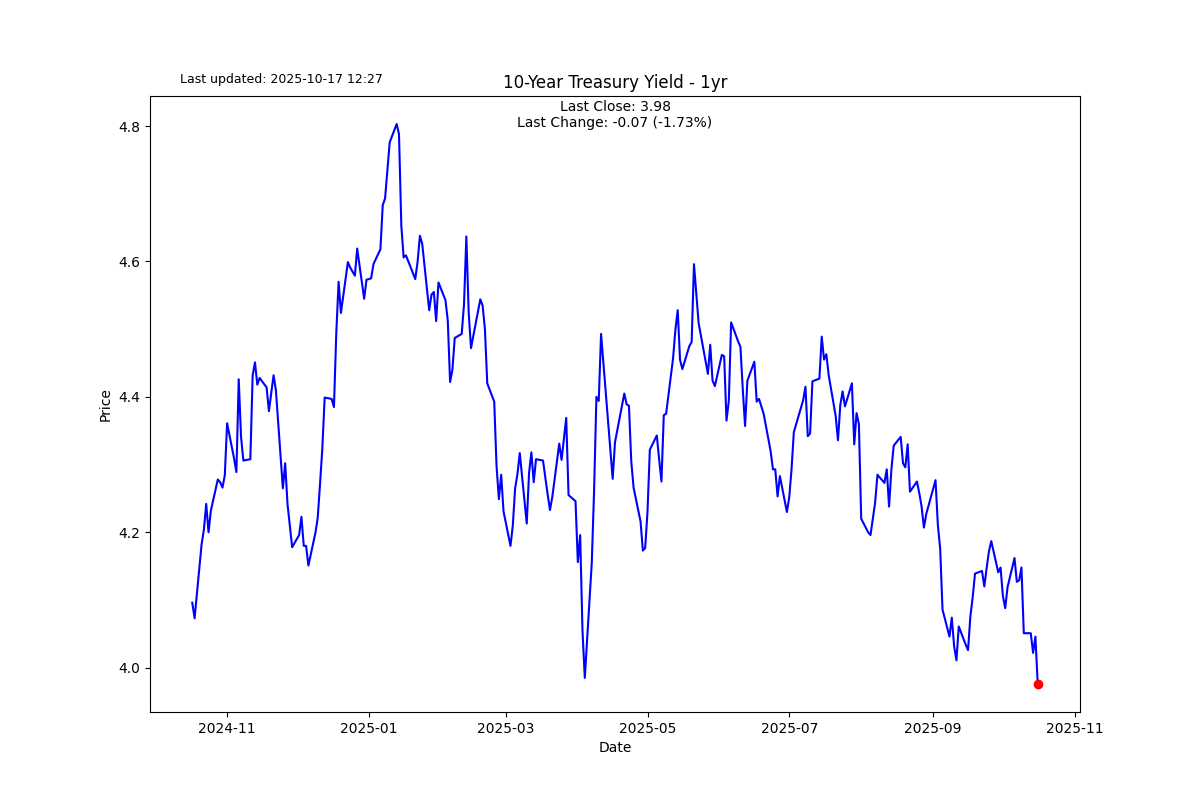 Last updated: 2025-10-17 12:27
10-Year Treasury Yield - 1yr
Last Close: 3.98
Last Change: -0.07 (-1.73%)
Price
4.8
4.6
4.4
4.2
4.0
2024-11
2025-01
2025-03
2025-05
2025-07
2025-09
2025-11
Date